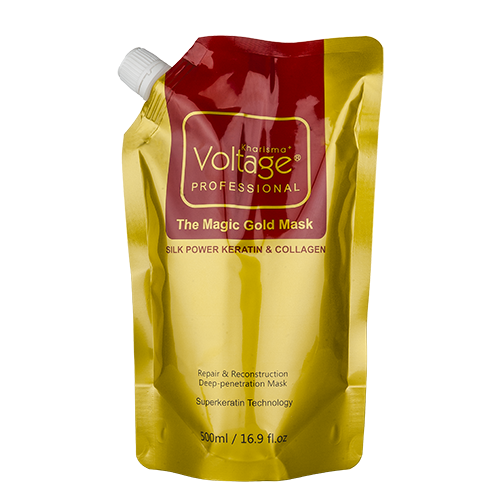 Kharisma
Voltage®
PROFESSIONAL
The Magic Gold Mask
SILK POWER KERATIN & COLLAGEN
Repair & Reconstruction
Deep-penetration Mask
Superkeratin Technology
500ml / 16.9 fl.oz